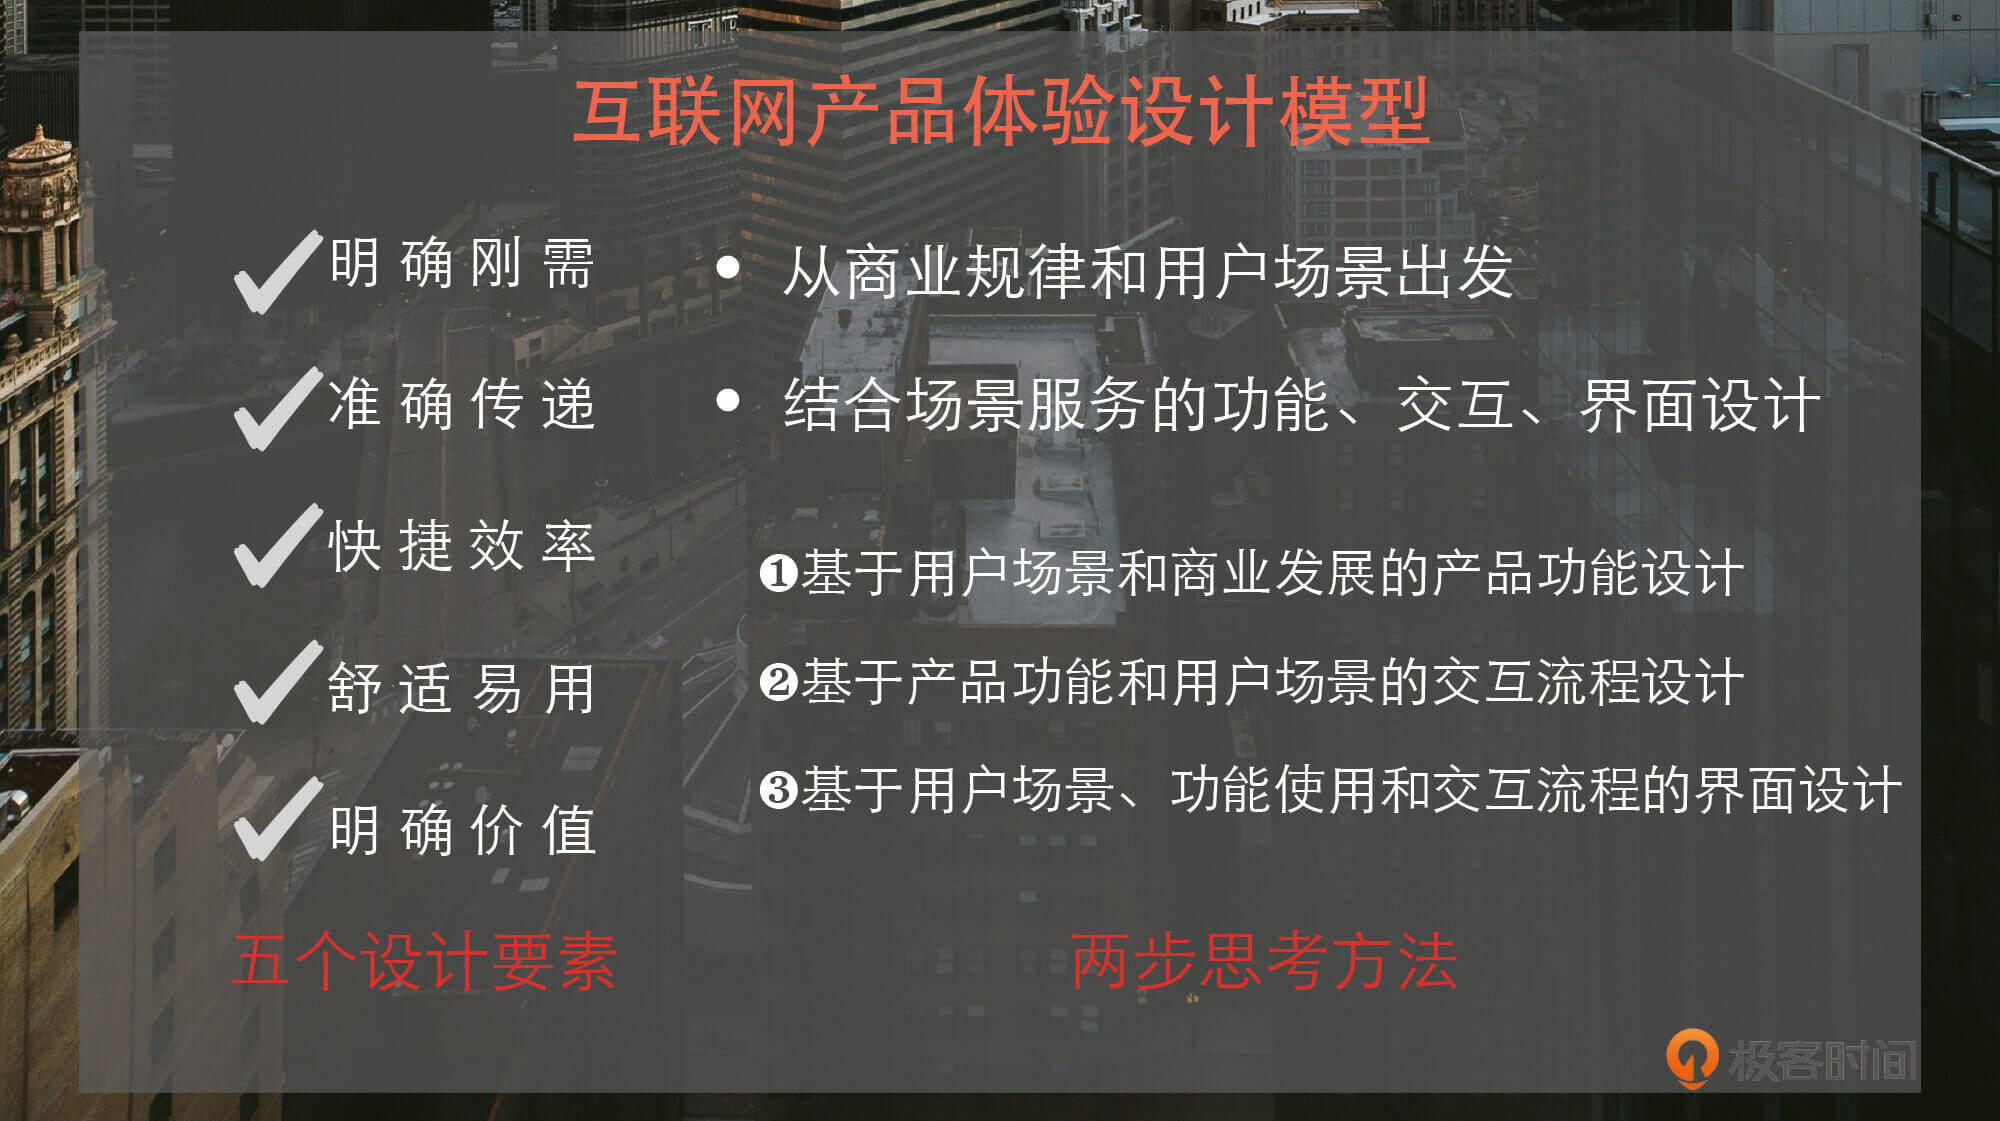 互联网产品体验设计模型
✓明确刚需
✓准确传递
✓快捷效率
✓舒适易用
✓明确价值
五个设计要素
• 从商业规律和用户场景出发
• 结合场景服务的功能、交互、界面设计
❶基于用户场景和商业发展的产品功能设计
❷基于产品功能和用户场景的交互流程设计
❸基于用户场景、功能使用和交互流程的界面设计
两步思考方法
极客时间